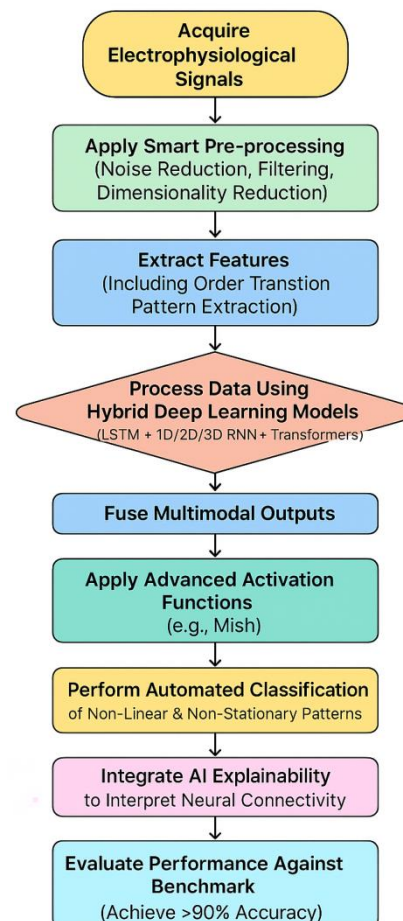 Acquire
Electrophysiological
Signals
Apply Smart Pre-processing
(Noise Reduction, Filtering,
Dimensionality Reduction)
Extract Features
(Including Order Transtion
Pattern Extraction)
Process Data Using
Hybrid Deep Learning Models
(LSTM + 1D/2D/3D RNN + Transformers)
Fuse Multimodal Outputs
Apply Advanced Activation
Functions
(e.g., Mish)
Perform Automated Classification
of Non-Linear & Non-Stationary Patterns
Integrate AI Explainability
to Interpret Neural Connectivity
Evaluate Performance Against
Benchmark
(Achieve >90% Accuracy)